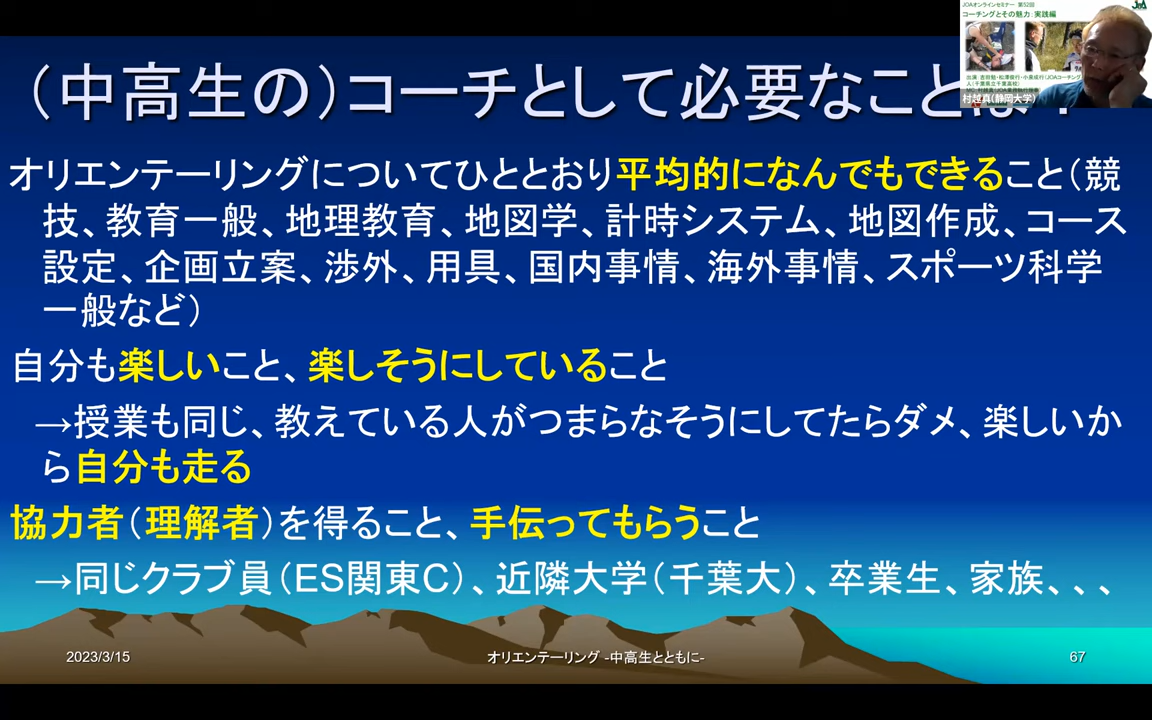 JOAオンラインセミナー 第52回
コーチングとその魅力:実践編
JOA
(中高生の)コーチとして必要なことは?
村越真(静岡大学)
オリエンテーリングについてひととおり平均的になんでもできること(競
技、教育一般、地理教育、地図学、計時システム、地図作成、コース
設定、企画立案、渉外、用具、国内事情、海外事情、スポーツ科学
一般など)
自分も楽しいこと、楽しそうにしていること
→授業も同じ、教えている人がつまらなそうにしてたらダメ、楽しいか
ら自分も走る
協力者(理解者)を得ること、手伝ってもらうこと
→同じクラブ員(ES関東C)、近隣大学(千葉大)、卒業生、家族、、、
2023/3/15
オリエンテーリング -中高生とともに-
67